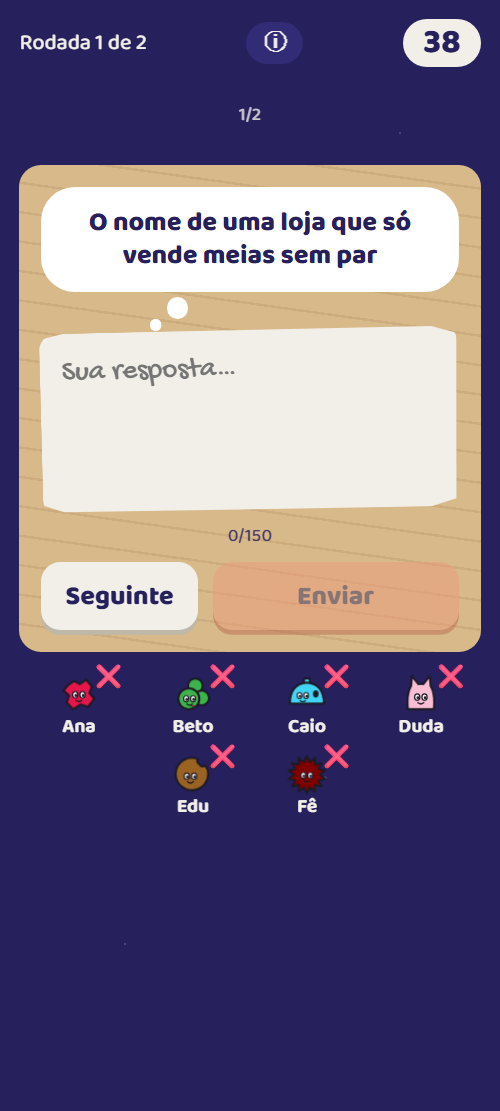 Rodada 1 de 2
38
1/2
O nome de uma loja que só
vende meias sem par
Sua resposta...
0/150
Seguinte
Enviar
Ana
Beto
Caio
Duda
Edu
Fê